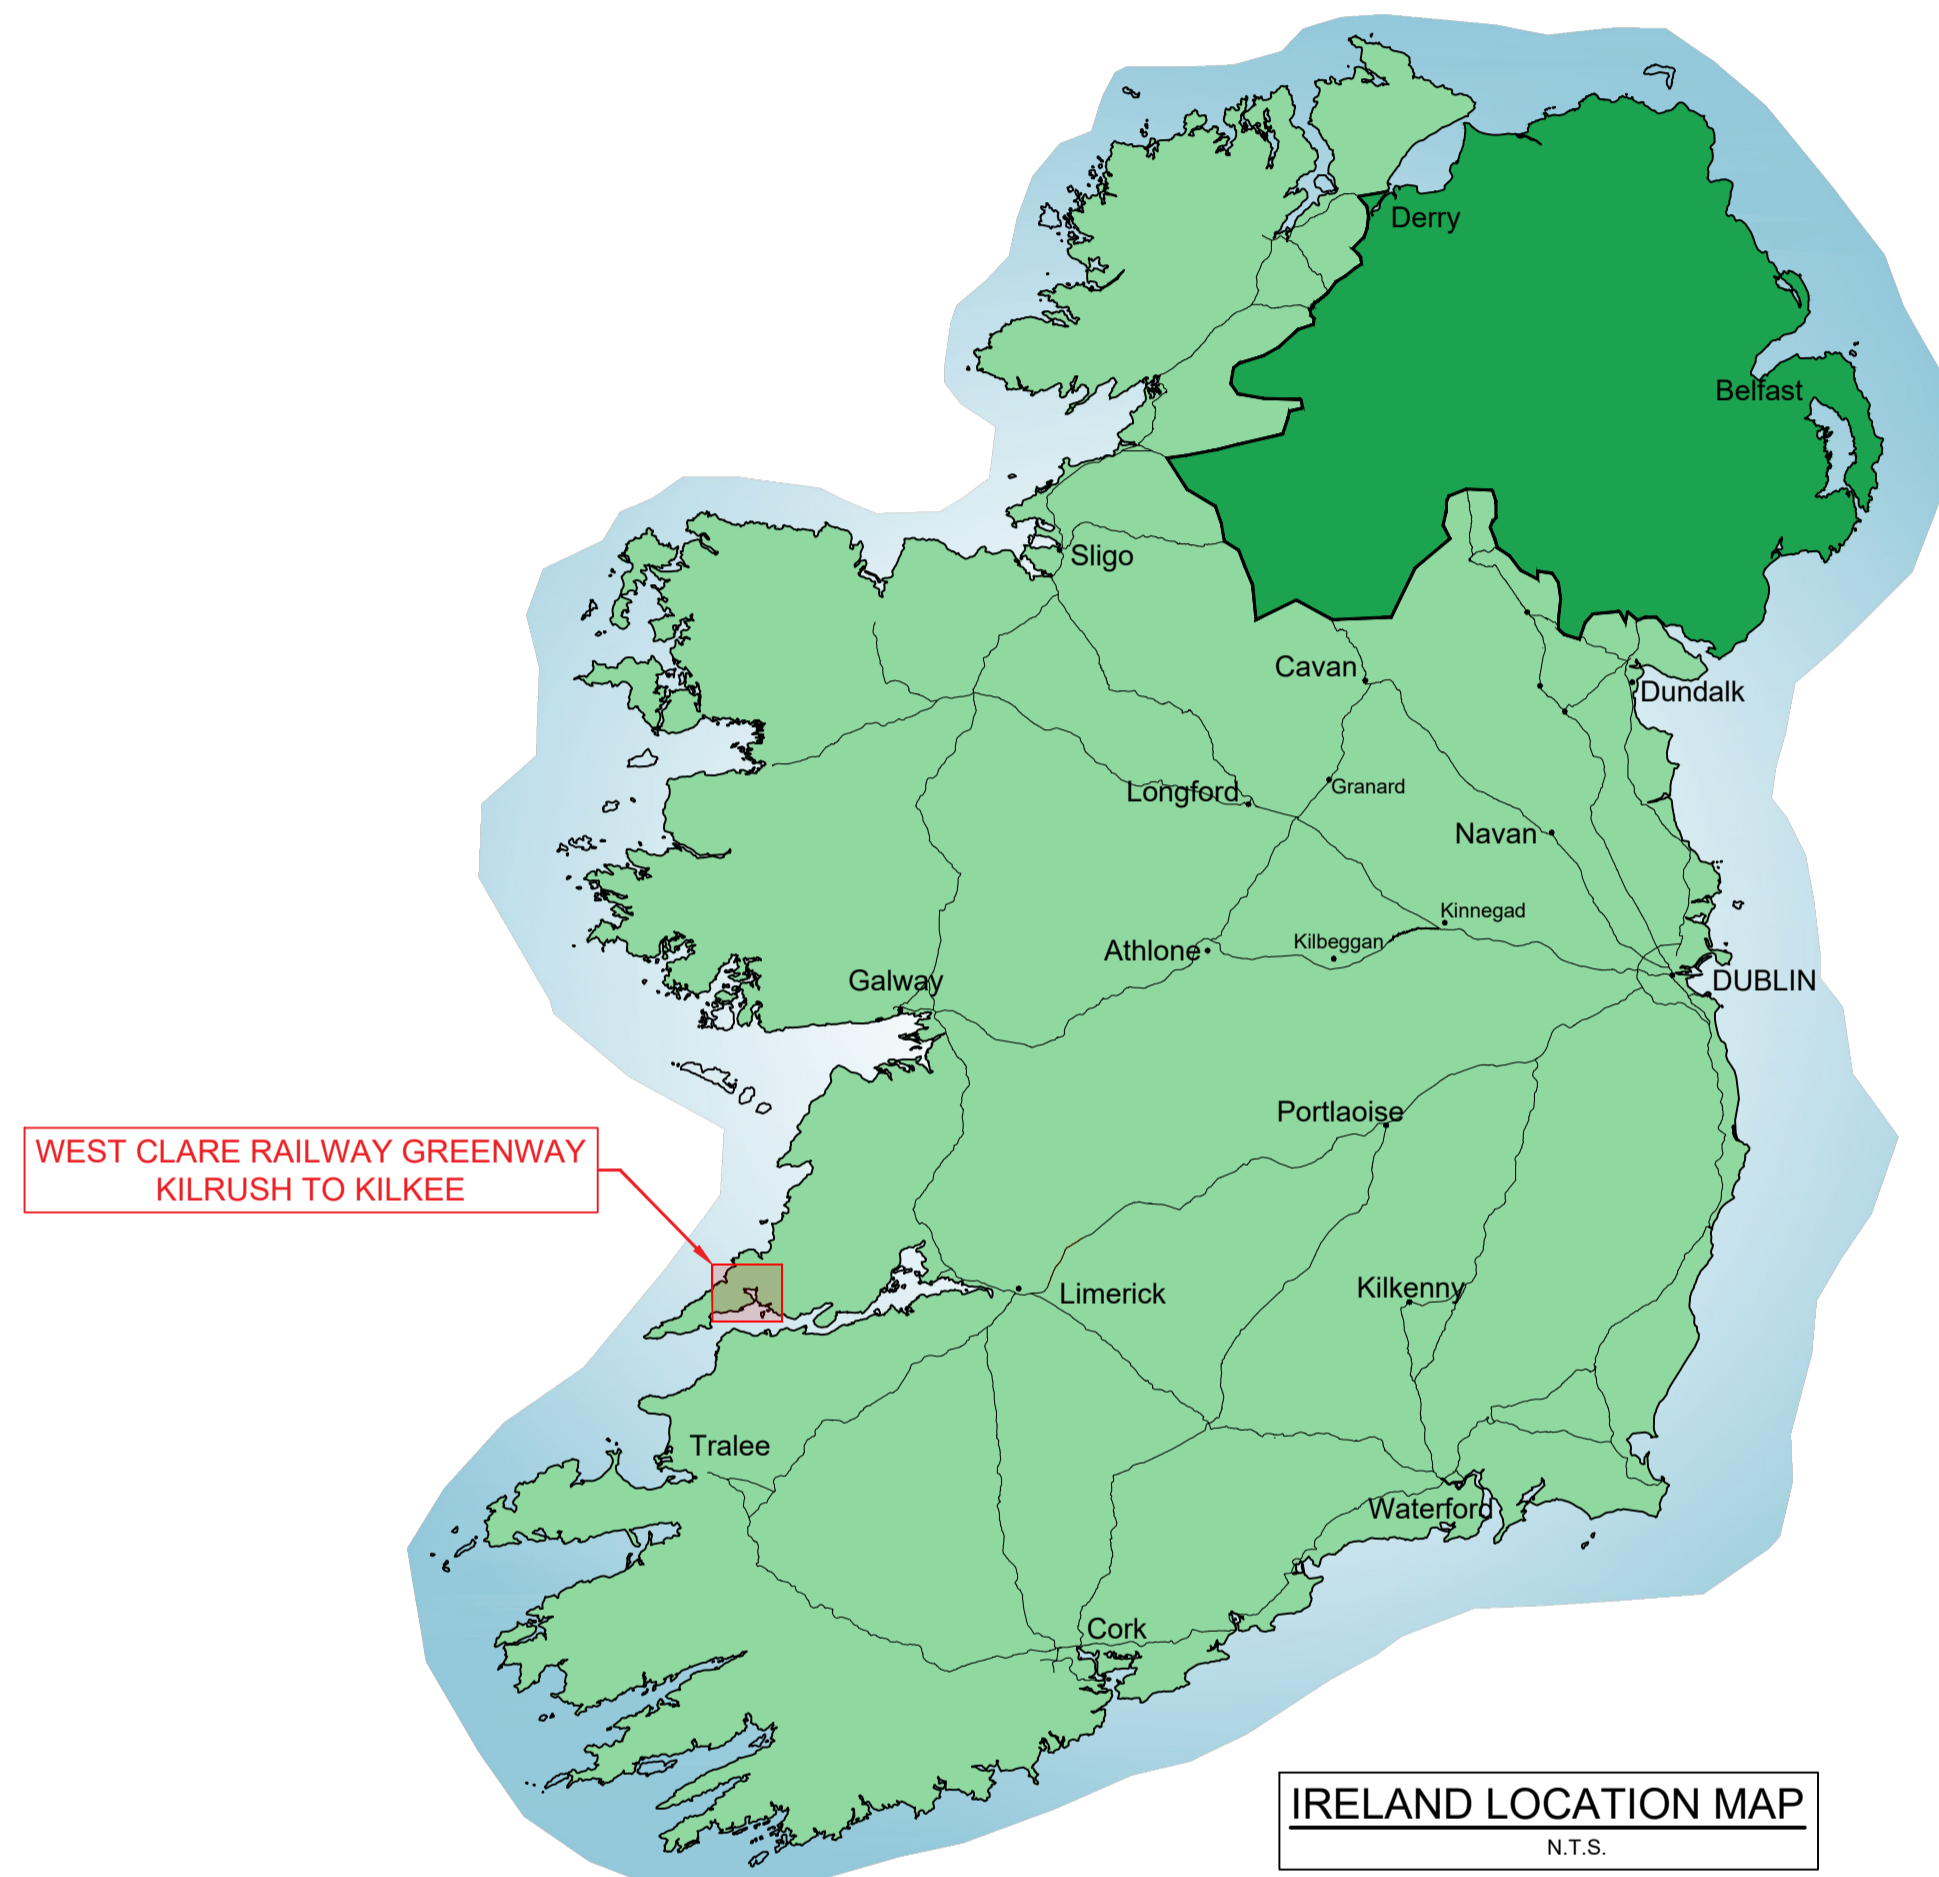 Derry
Belfast
Sligo
Cavan
Dundalk
Longford
Granard
Navan
Kinnegad
Kilbeggan
Athlone
Galway
DUBLIN
Portlaoise
WEST CLARE RAILWAY GREENWAY
KILRUSH TO KILKEE
Limerick
Kilkenny
Tralee
Waterford
Cork
IRELAND LOCATION MAP
N.T.S.